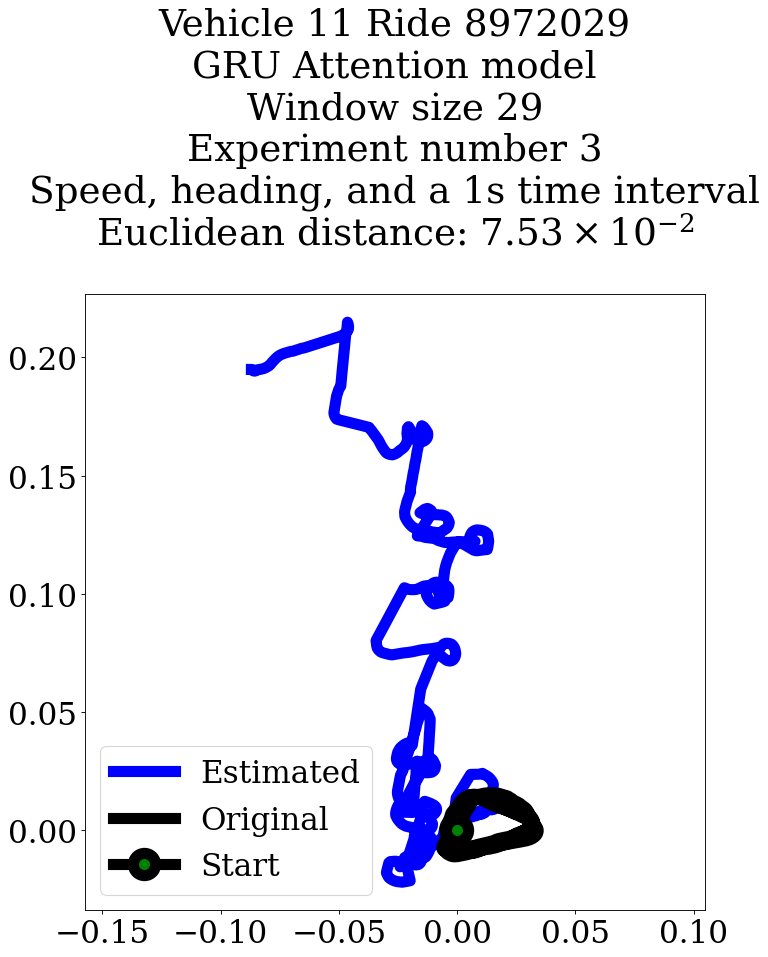 Vehicle 11 Ride 8972029
GRU Attention model
Window size 29
Experiment number 3
Speed, heading, and a 1s time interval
Euclidean distance: 7.53 × 10⁻²
0.20
0.15
0.10
0.05
0.00
Estimated
Original
Start
−0.15 −0.10 −0.05 0.00 0.05 0.10